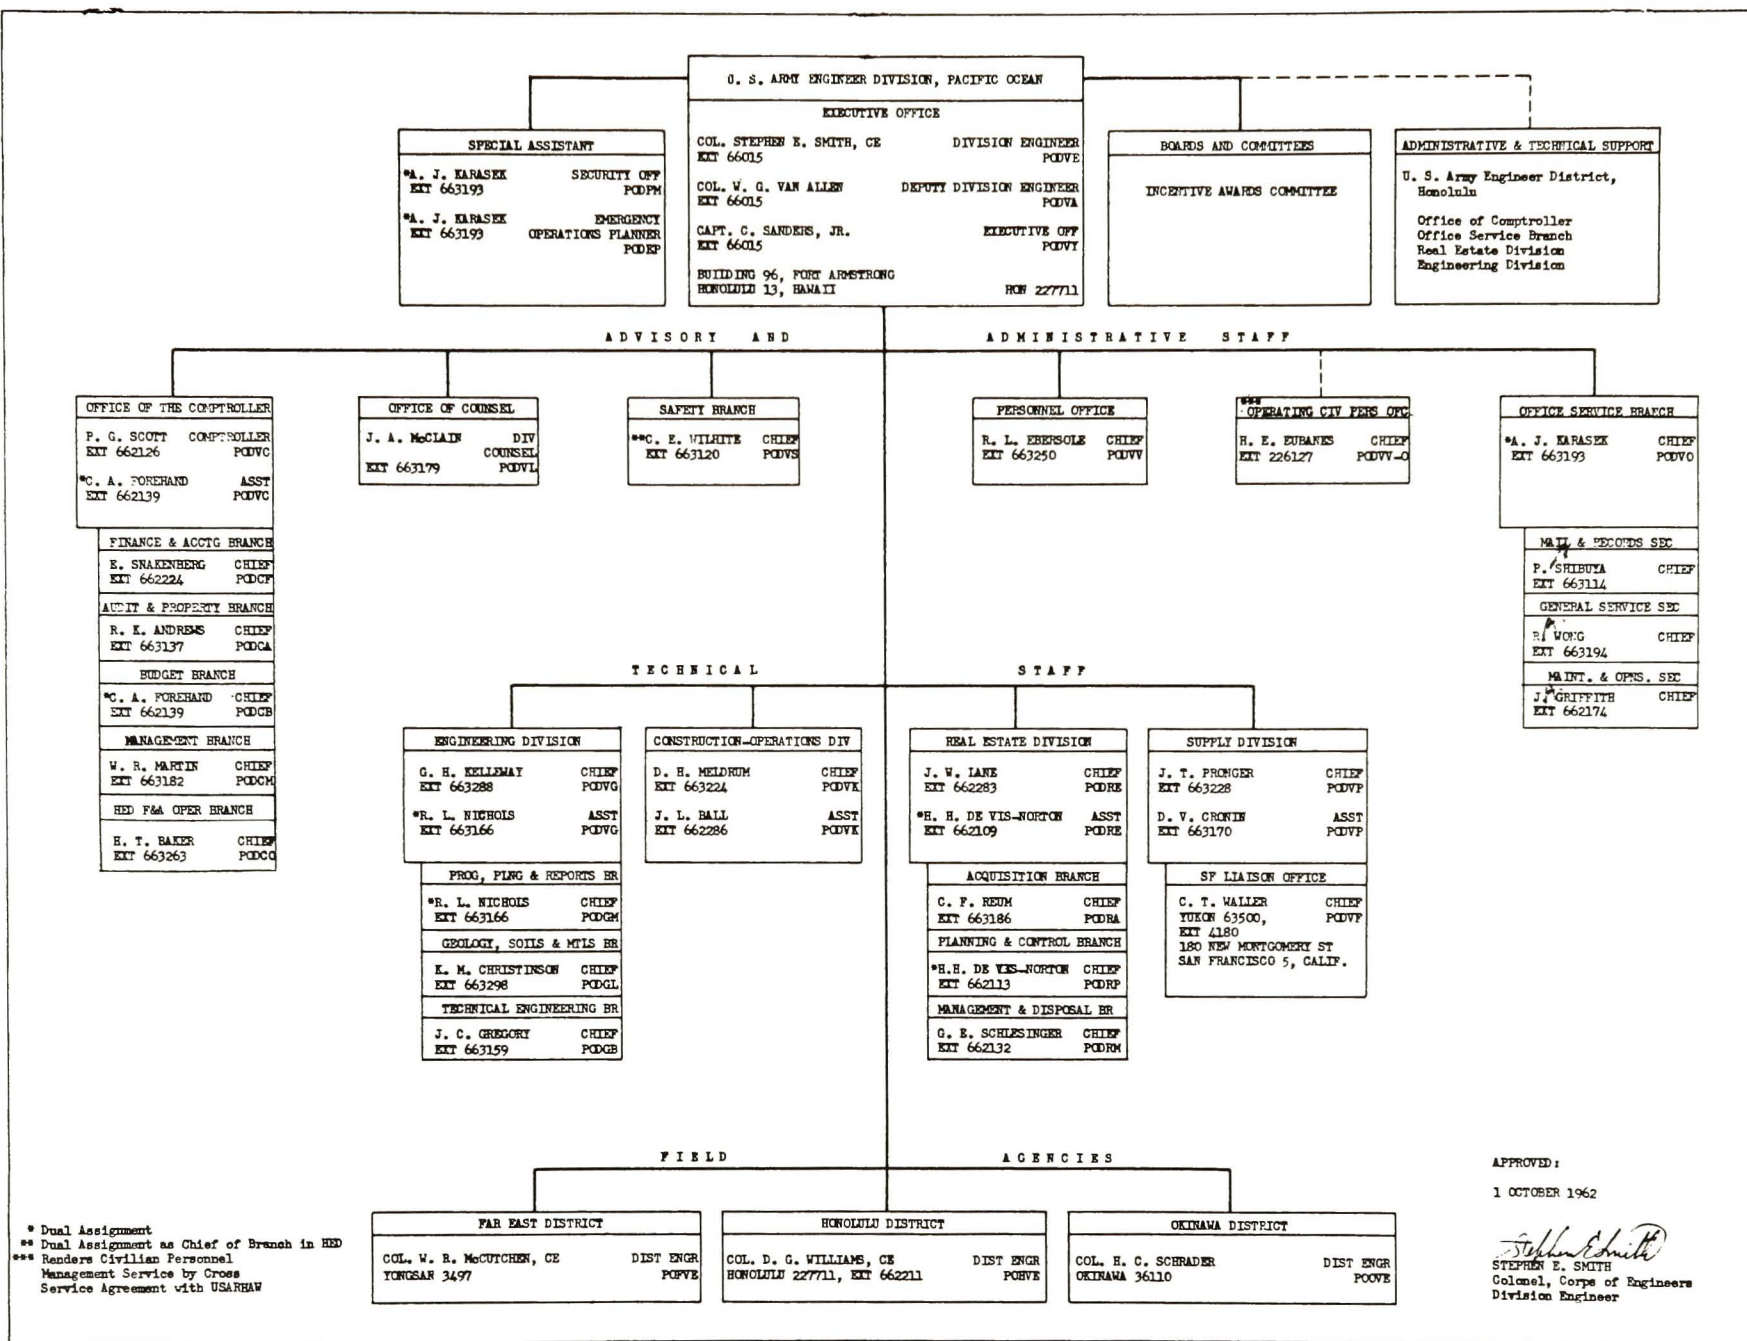 U. S. ARMY ENGINEER DIVISION, PACIFIC OCEAN
EXECUTIVE OFFICE
COL. STEPHEN E. SMITH, CE DIVISION ENGINEER
EXT 66015 PODVE
COL. W. G. VAN ALLEN DEPUTY DIVISION ENGINEER
EXT 66015 PODVA
CAPT. C. SANDERS, JR. EXECUTIVE OFF
EXT 66015 PODVY
BUILDING 96, FORT ARMSTRONG
HONOLULU 13, HAWAII HON 227711
SPECIAL ASSISTANT
*A. J. KARASEK SECURITY OFF
EXT 663193 PODPM
*A. J. KARASEK EMERGENCY
EXT 663193 OPERATIONS PLANNER
PODEP
BOARDS AND COMMITTEES
INCENTIVE AWARDS COMMITTEE
ADMINISTRATIVE & TECHNICAL SUPPORT
U. S. Army Engineer District,
Honolulu
Office of Comptroller
Office Service Branch
Real Estate Division
Engineering Division
ADVISORY AND ADMINISTRATIVE STAFF
OFFICE OF THE COMPTROLLER
P. G. SCOTT COMPTROLLER
EXT 662126 PODVC
*C. A. FOREHAND ASST
EXT 662139 PODVC
FINANCE & ACCTG BRANCH
E. SNAKENBERG CHIEF
EXT 662224 PODCF
AUDIT & PROPERTY BRANCH
R. K. ANDREWS CHIEF
EXT 663137 PODCA
BUDGET BRANCH
*C. A. FOREHAND CHIEF
EXT 662139 PODCB
MANAGEMENT BRANCH
W. R. MARTIN CHIEF
EXT 663182 PODCM
HED F&A OPER BRANCH
H. T. BAKER CHIEF
EXT 663263 PODCO
OFFICE OF COUNSEL
J. A. McCLAIN DIV
COUNSEL
EXT 663179 PODVL
SAFETY BRANCH
**C. E. WILHITE CHIEF
EXT 663120 PODVS
PERSONNEL OFFICE
R. L. EBERSOLE CHIEF
EXT 663250 PODVV
***
OPERATING CIV PERS OFC
H. E. EUBANKS CHIEF
EXT 226127 PODVV-O
OFFICE SERVICE BRANCH
*A. J. KARASEK CHIEF
EXT 663193 PODVO
MAIL & RECORDS SEC
P. SHIBUYA CHIEF
EXT 663114
GENERAL SERVICE SEC
R. WONG CHIEF
EXT 663194
MAINT. & OPNS. SEC
J. GRIFFITH CHIEF
EXT 662174
TECHNICAL STAFF
ENGINEERING DIVISION
G. H. KELLEWAY CHIEF
EXT 663288 PODVG
*R. L. NICHOLS ASST
EXT 663166 PODVG
PROG, PLNG & REPORTS BR
*R. L. NICHOLS CHIEF
EXT 663166 PODGM
GEOLOGY, SOILS & MTLS BR
K. M. CHRISTINSON CHIEF
EXT 663298 PODGL
TECHNICAL ENGINEERING BR
J. C. GREGORY CHIEF
EXT 663159 PODGB
CONSTRUCTION-OPERATIONS DIV
D. H. MELDRUM CHIEF
EXT 663224 PODVK
J. L. BALL ASST
EXT 662286 PODVK
REAL ESTATE DIVISION
J. W. LANE CHIEF
EXT 662283 PODRE
*H. H. DE VIS-NORTON ASST
EXT 662109 PODRE
ACQUISITION BRANCH
C. F. REUM CHIEF
EXT 663186 PODRA
PLANNING & CONTROL BRANCH
*H.H. DE VIS-NORTON CHIEF
EXT 662113 PODRP
MANAGEMENT & DISPOSAL BR
G. E. SCHLESINGER CHIEF
EXT 662132 PODRM
SUPPLY DIVISION
J. T. PRONGER CHIEF
EXT 663228 PODVP
D. V. CRONIN ASST
EXT 663170 PODVP
SF LIAISON OFFICE
C. T. WALLER CHIEF
YUKON 63500, PODVP
EXT 4180
180 NEW MONTGOMERY ST
SAN FRANCISCO 5, CALIF.
FIELD AGENCIES
FAR EAST DISTRICT
COL. W. R. McCUTCHEN, CE DIST ENGR
YONGSAN 3497 POFVE
HONOLULU DISTRICT
COL. D. G. WILLIAMS, CE DIST ENGR
HONOLULU 227711, EXT 662211 POHVE
OKINAWA DISTRICT
COL. H. C. SCHRADER DIST ENGR
OKINAWA 36110 POOVE
* Dual Assignment
** Dual Assignment as Chief of Branch in HED
*** Renders Civilian Personnel
Management Service by Cross
Service Agreement with USARHAW
APPROVED:
1 OCTOBER 1962
Stephen E Smith
STEPHEN E. SMITH
Colonel, Corps of Engineers
Division Engineer